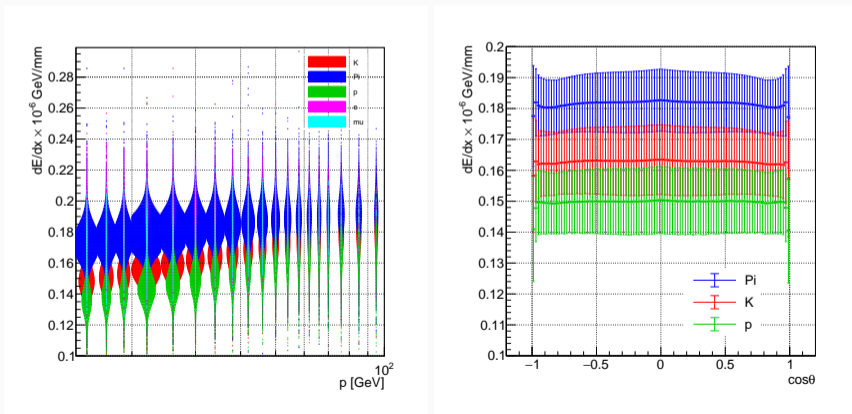 dE/dx × 10⁻⁶ GeV/mm
0.28
0.26
0.24
0.22
0.2
0.18
0.16
0.14
0.12
0.1
K
Pi
p
e
mu
10²
p [GeV]
dE/dx × 10⁻⁶ GeV/mm
0.2
0.19
0.18
0.17
0.16
0.15
0.14
0.13
0.12
0.11
0.1
Pi
K
p
−1 −0.5 0 0.5 1
cosθ